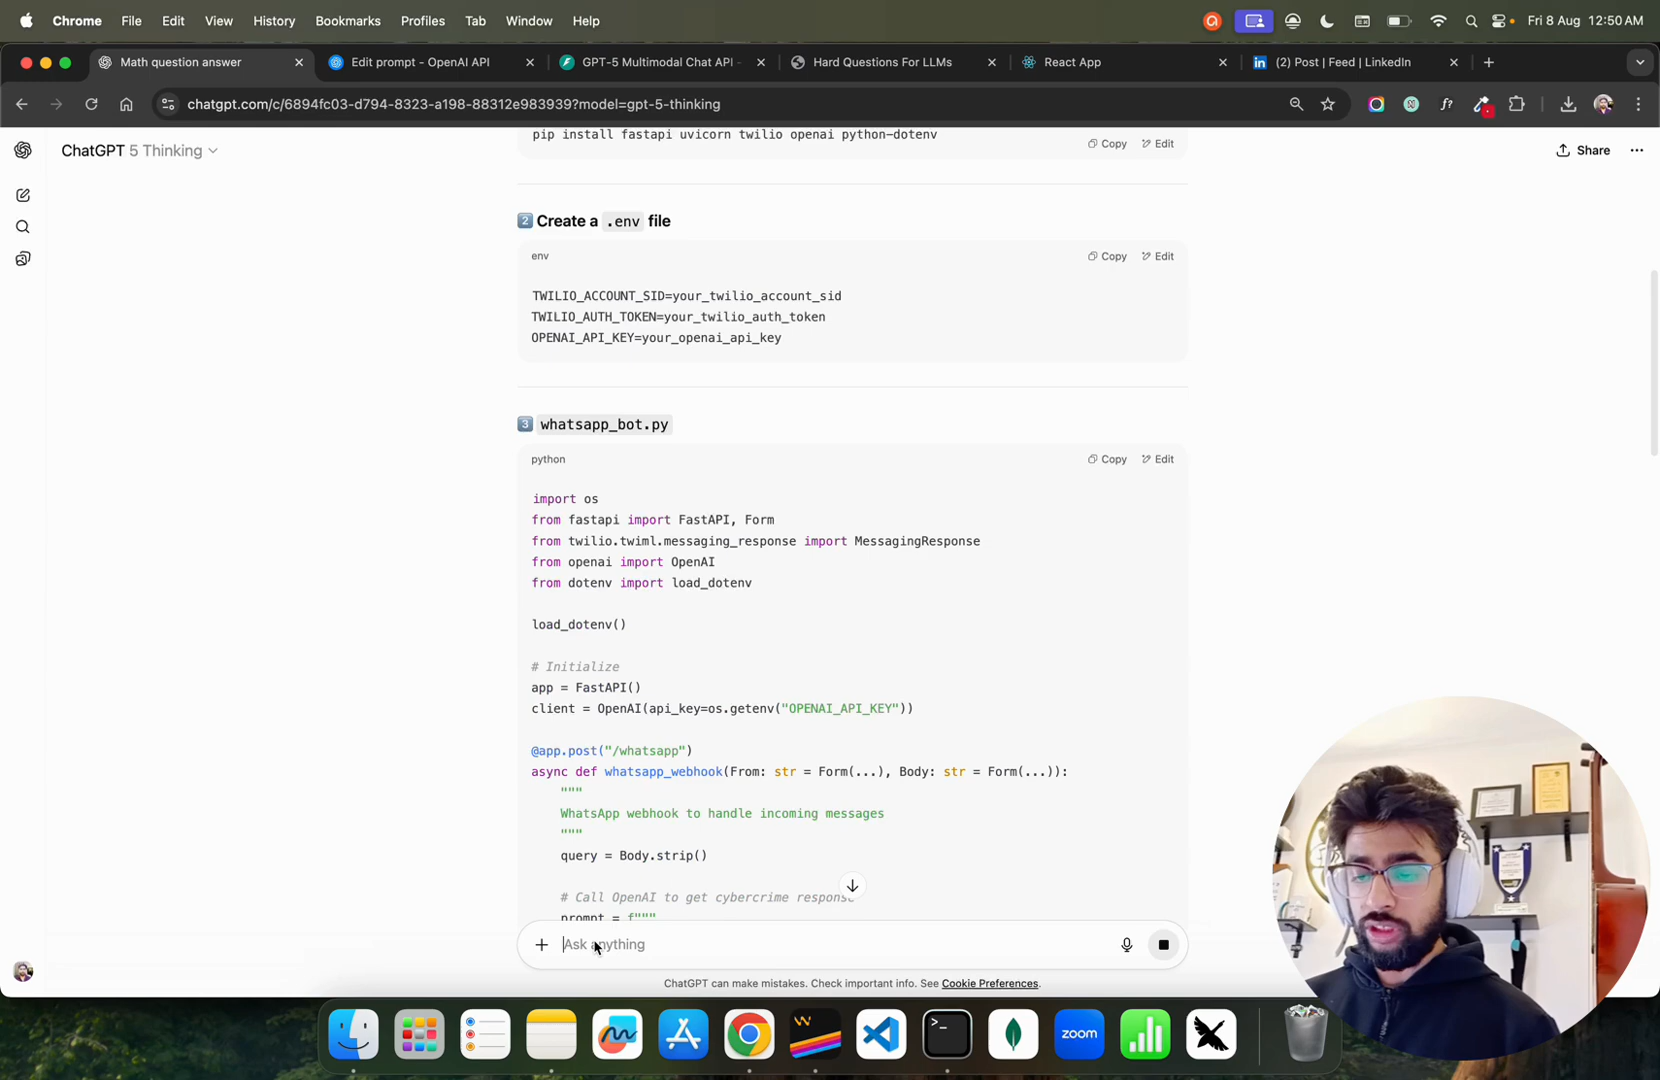 Chrome File Edit View History Bookmarks Profiles Tab Window Help Fri 8 Aug 12:50 AM
Math question answer Edit prompt - OpenAI API GPT-5 Multimodal Chat API - Hard Questions For LLMs React App (2) Post | Feed | LinkedIn
chatgpt.com/c/6894fc03-d794-8323-a198-88312e983939?model=gpt-5-thinking
ChatGPT 5 Thinking
Share
pip install fastapi uvicorn twilio openai python-dotenv
Copy Edit
2 Create a .env file
env Copy Edit
TWILIO_ACCOUNT_SID=your_twilio_account_sid
TWILIO_AUTH_TOKEN=your_twilio_auth_token
OPENAI_API_KEY=your_openai_api_key
3 whatsapp_bot.py
python Copy Edit
import os
from fastapi import FastAPI, Form
from twilio.twiml.messaging_response import MessagingResponse
from openai import OpenAI
from dotenv import load_dotenv
load_dotenv()
# Initialize
app = FastAPI()
client = OpenAI(api_key=os.getenv("OPENAI_API_KEY"))
@app.post("/whatsapp")
async def whatsapp_webhook(From: str = Form(...), Body: str = Form(...)):
"""
WhatsApp webhook to handle incoming messages
"""
query = Body.strip()
# Call OpenAI to get cybercrime response
prompt = f"""
Ask anything
ChatGPT can make mistakes. Check important info. See Cookie Preferences.
zoom